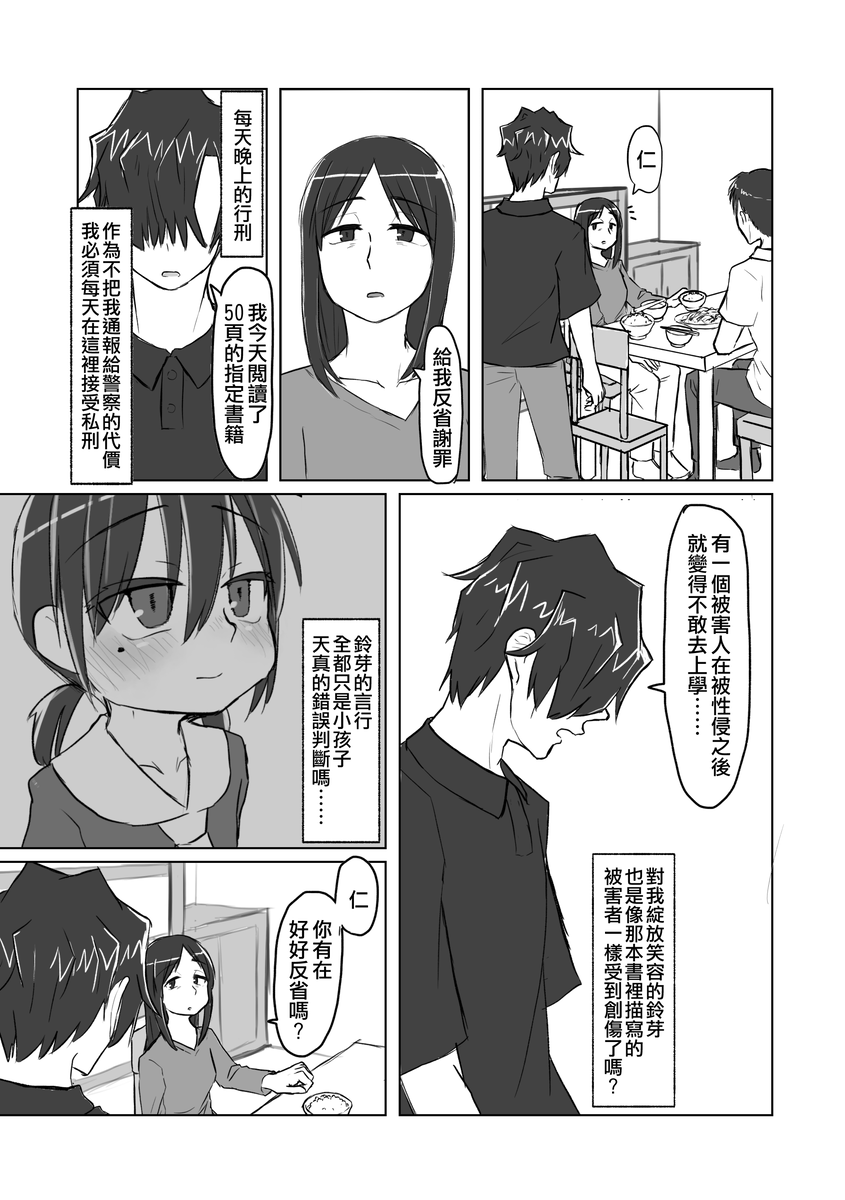 仁
給我反省謝罪
每天晚上的行刑
我今天閱讀了
50頁的指定書籍
作為不把我通報給警察的代價
我必須每天在這裡接受私刑
有一個被害人在被性侵之後
就變得不敢去上學……
對我綻放笑容的鈴芽
也是像那本書裡描寫的
被害者一樣受到創傷了嗎？
鈴芽的言行
全都只是小孩子
天真的錯誤判斷嗎……
仁
你有在
好好反省嗎？